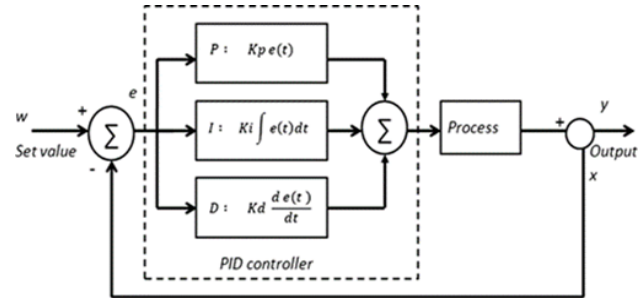 P : Kp e(t)
e
w
+
Set value
-
Σ
I : Ki ∫ e(t)dt
Σ
Process
+
y
Output
x
D : Kd d e(t) / dt
PID controller